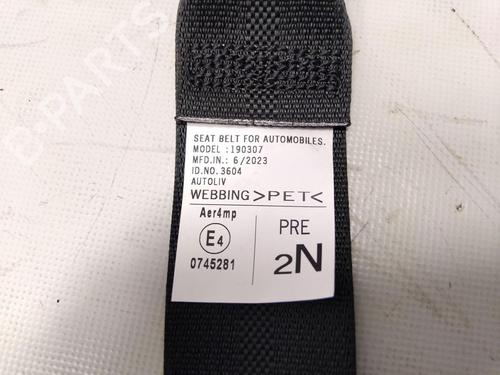 SEAT BELT FOR AUTOMOBILES.
MODEL :190307
MFD.IN.: 6/2023
ID.NO.3604
AUTOLIV
WEBBING >PET<
Aer4mp
E4
0745281
PRE
2N